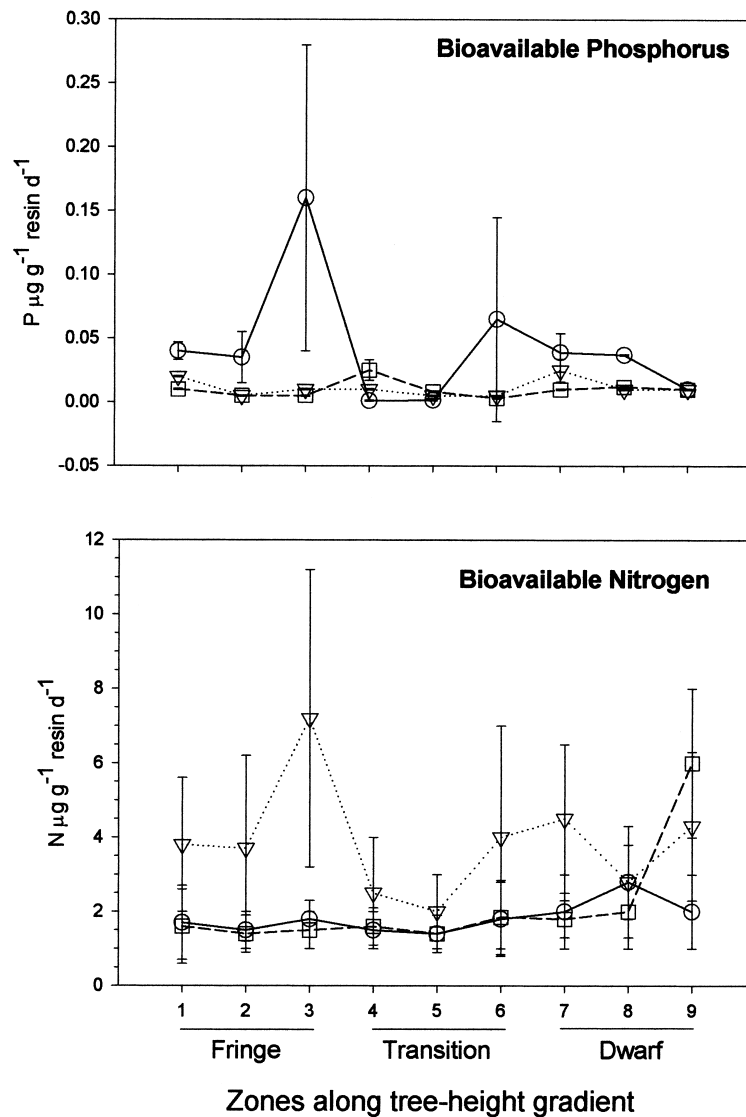 Bioavailable Phosphorus
P µg g⁻¹ resin d⁻¹
0.30
0.25
0.20
0.15
0.10
0.05
0.00
-0.05
Bioavailable Nitrogen
N µg g⁻¹ resin d⁻¹
12
10
8
6
4
2
0
1 2 3 4 5 6 7 8 9
Fringe Transition Dwarf
Zones along tree-height gradient